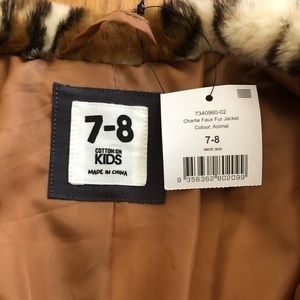 7-8
COTTON ON
KIDS
MADE IN CHINA
7340960-02
Charlie Faux Fur Jacket
Colour: Animal
7-8
9 356362 802099